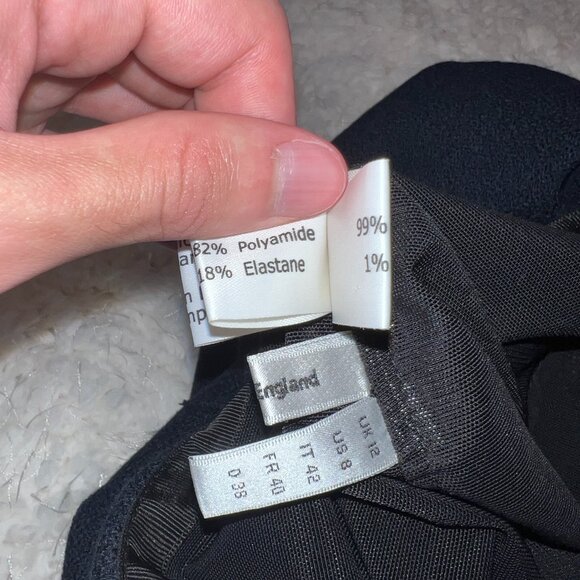 82% Polyamide
18% Elastane
99%
1%
England
UK 12
US 8
IT 42
FR 40
D 38